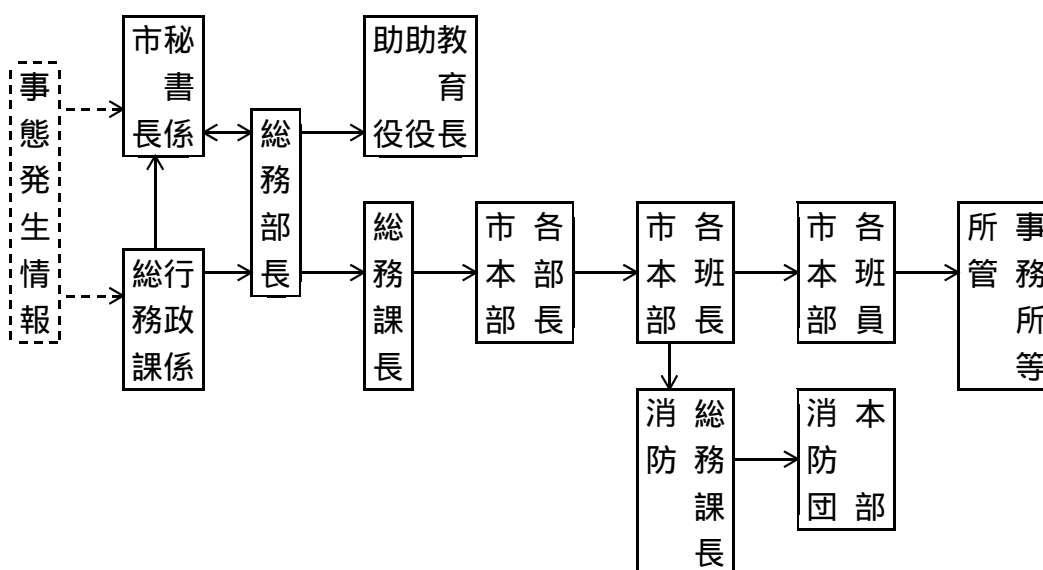 事態発生情報
市長
秘書係
総務課
行政係
総務部長
助役
助役
教育長
総務課長
市本部
各部長
市本部
各班長
市本部
各班員
所管
事務所等
消防
総務課長
消防団
本部